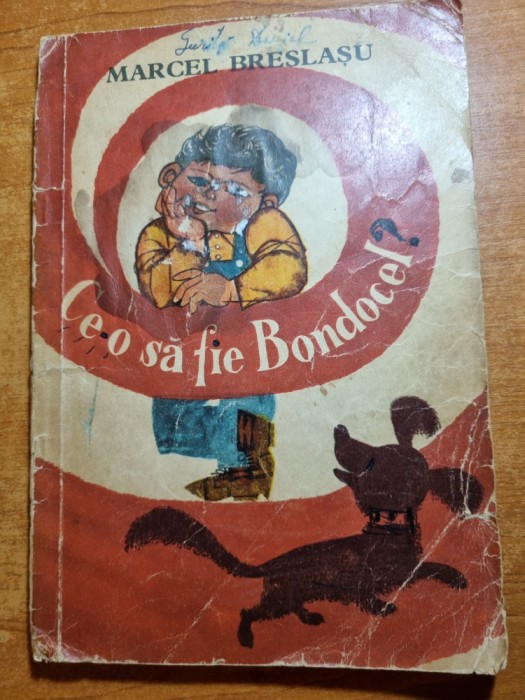 MARCEL BRESLAȘU
Ce-o să fie Bondocel?